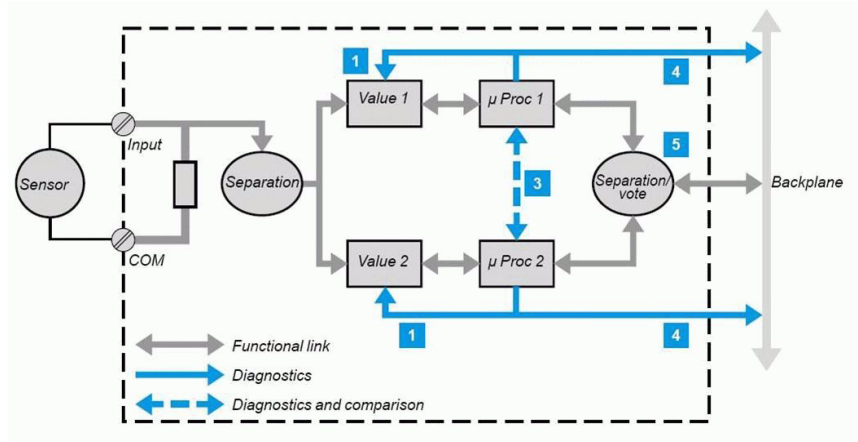 1
4
Value 1
µ Proc 1
Input
5
Sensor
Separation
3
Separation/
vote
Backplane
COM
Value 2
µ Proc 2
1
4
Functional link
Diagnostics
Diagnostics and comparison